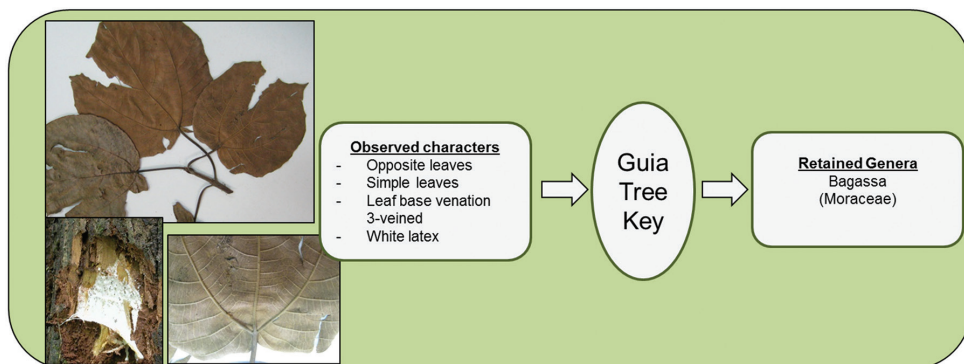 Observed characters
- Opposite leaves
- Simple leaves
- Leaf base venation
3-veined
- White latex
Guia
Tree
Key
Retained Genera
Bagassa
(Moraceae)